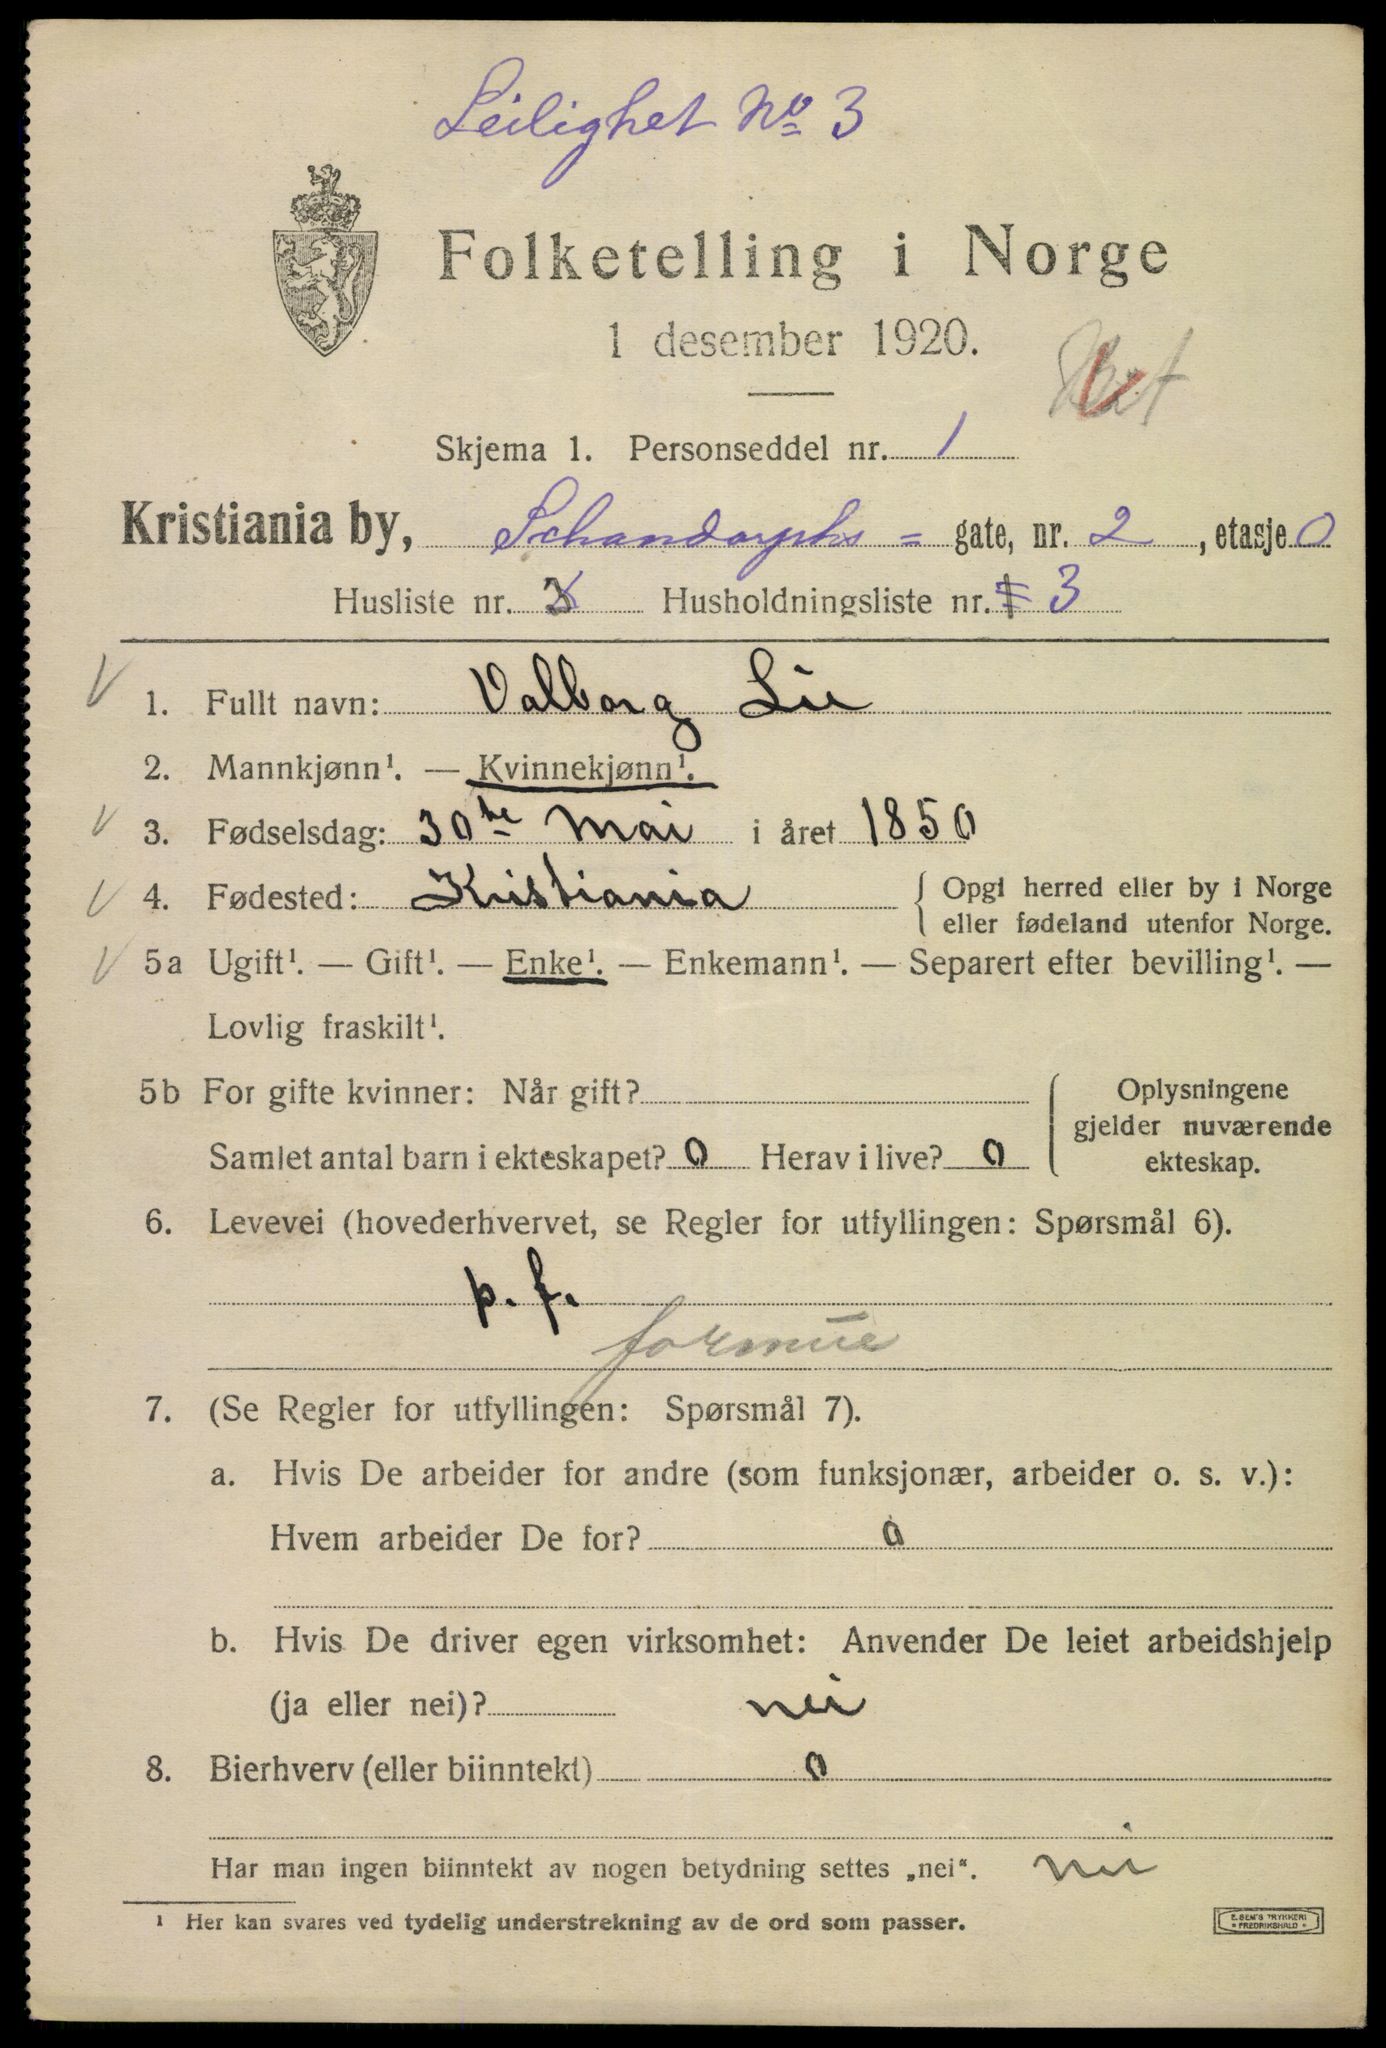 Leilighet No 3
Folketelling i Norge
1 desember 1920.
Skjema 1. Personseddel nr. 1
Kristiania by, Schandorphs = gate, nr. 2, etasje 0
Husliste nr. Husholdningsliste nr. 3
1. Fullt navn: Valborg Lie
2. Mannkjønn¹. — Kvinnekjønn¹.
3. Fødselsdag: 30te Mai i året 1850
4. Fødested: Kristiania { Opgi herred eller by i Norge
eller fødeland utenfor Norge.
5a Ugift¹. — Gift¹. — Enke¹. — Enkemann¹. — Separert efter bevilling¹. —
Lovlig fraskilt¹.
5b For gifte kvinner: Når gift?
Samlet antal barn i ekteskapet? 0 Herav i live? 0
Oplysningene
gjelder nuværende
ekteskap.
6. Levevei (hovederhvervet, se Regler for utfyllingen: Spørsmål 6).
p. f.
formue
7. (Se Regler for utfyllingen: Spørsmål 7).
a. Hvis De arbeider for andre (som funksjonær, arbeider o. s. v.):
Hvem arbeider De for? 0
b. Hvis De driver egen virksomhet: Anvender De leiet arbeidshjelp
(ja eller nei)? nei
8. Bierhverv (eller biinntekt) 0
Har man ingen biinntekt av nogen betydning settes „nei“. nei
¹ Her kan svares ved tydelig understrekning av de ord som passer.
E. SEM'S TRYKKERI
• FREDRIKSHALD •